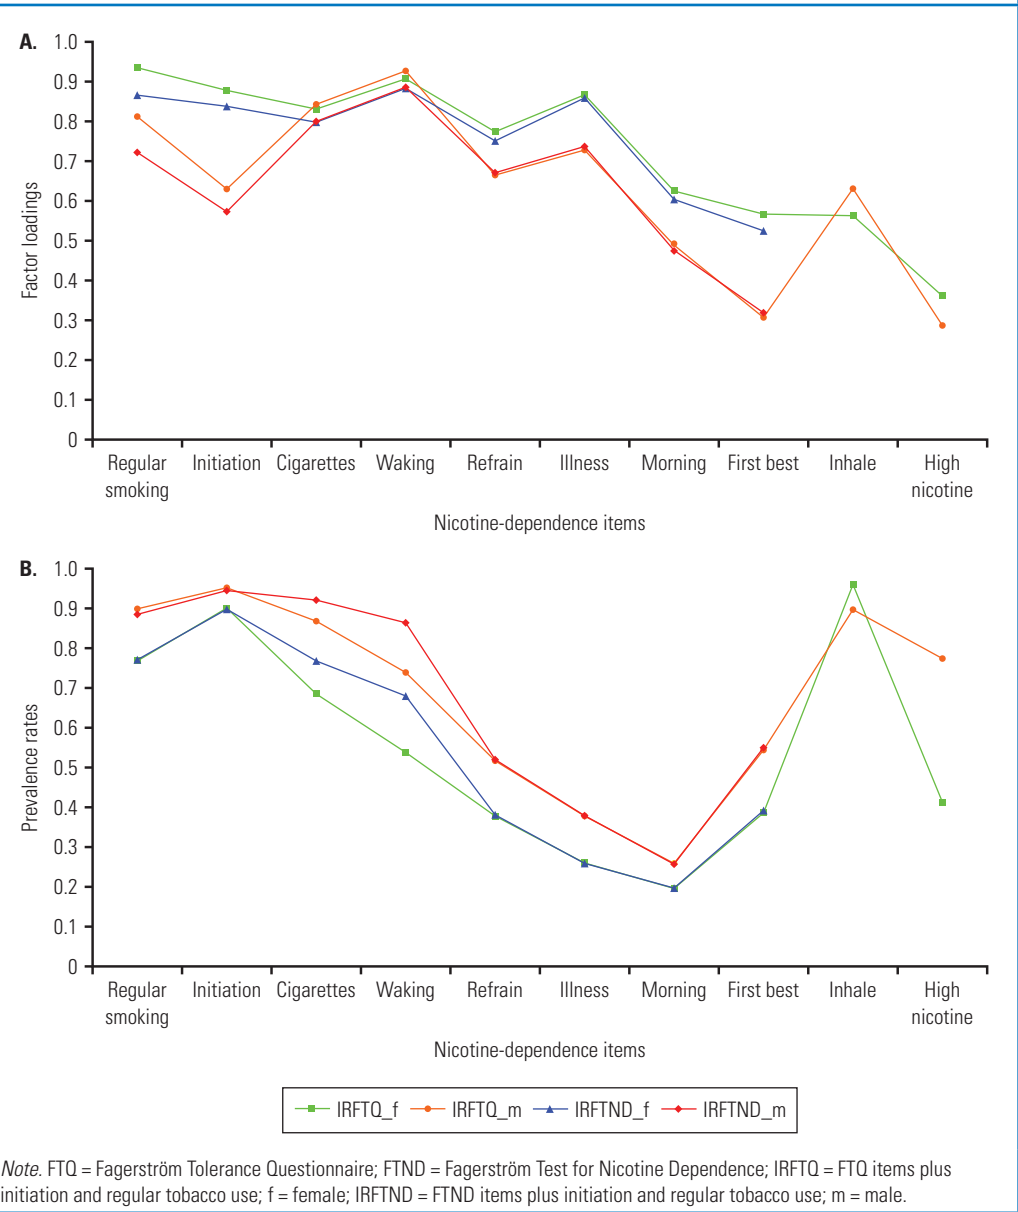 A.
1.0
0.9
0.8
0.7
0.6
0.5
0.4
0.3
0.2
0.1
0
Factor loadings
Regular smoking Initiation Cigarettes Waking Refrain Illness Morning First best Inhale High nicotine
Nicotine-dependence items
B.
1.0
0.9
0.8
0.7
0.6
0.5
0.4
0.3
0.2
0.1
0
Prevalence rates
Regular smoking Initiation Cigarettes Waking Refrain Illness Morning First best Inhale High nicotine
Nicotine-dependence items
IRFTQ_f IRFTQ_m IRFTND_f IRFTND_m
Note. FTQ = Fagerström Tolerance Questionnaire; FTND = Fagerström Test for Nicotine Dependence; IRFTQ = FTQ items plus
initiation and regular tobacco use; f = female; IRFTND = FTND items plus initiation and regular tobacco use; m = male.